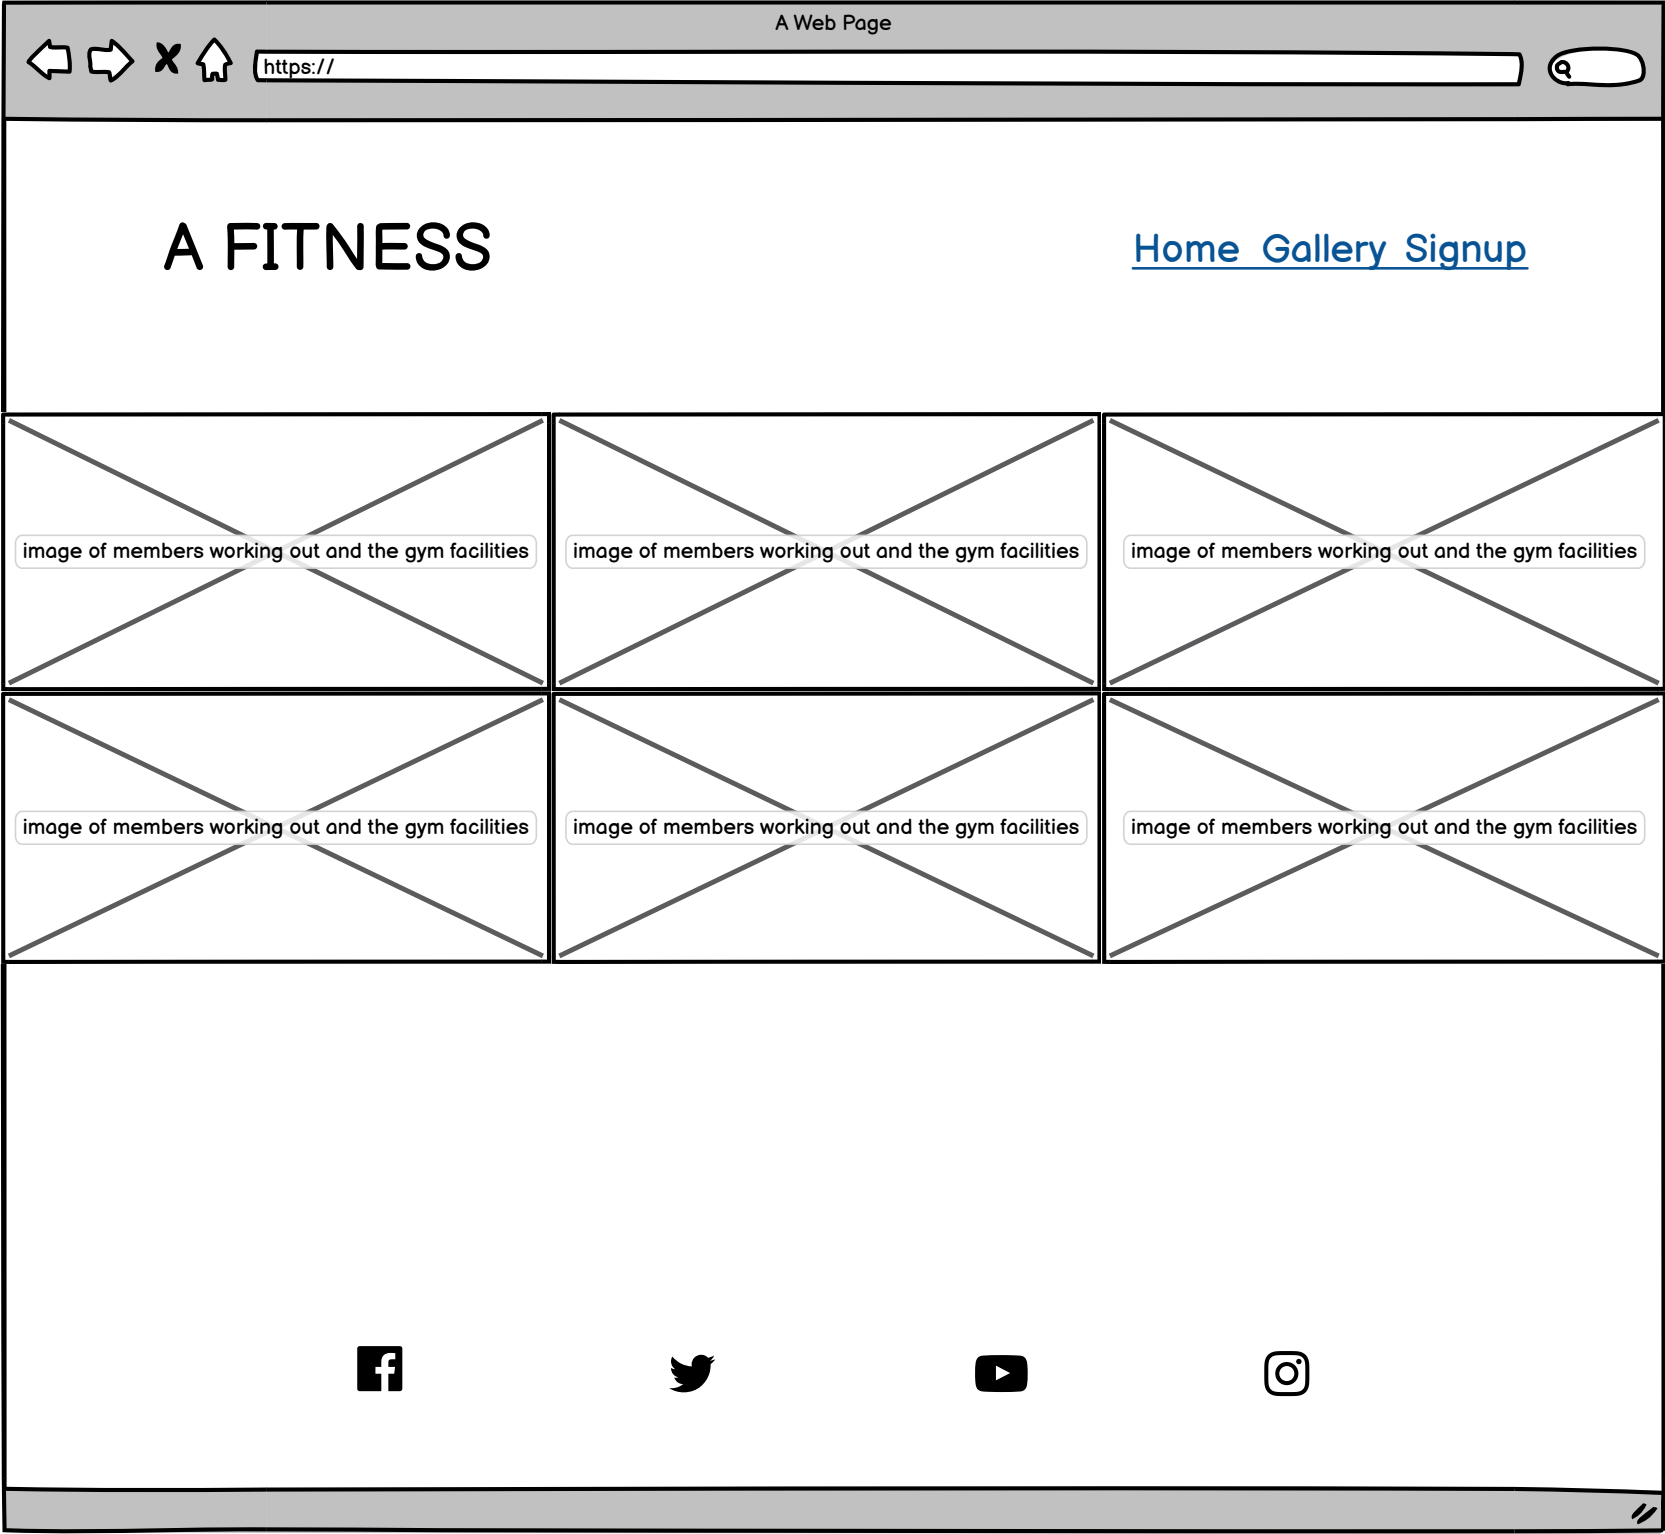 A Web Page
https://
A FITNESS
Home Gallery Signup
image of members working out and the gym facilities
image of members working out and the gym facilities
image of members working out and the gym facilities
image of members working out and the gym facilities
image of members working out and the gym facilities
image of members working out and the gym facilities